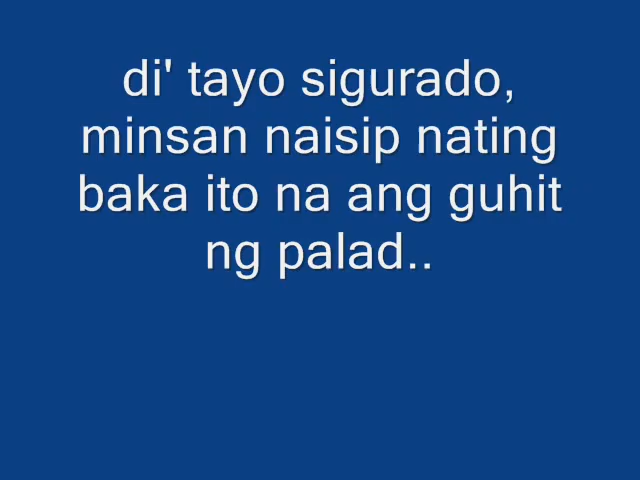 di' tayo sigurado,
minsan naisip nating
baka ito na ang guhit
ng palad..